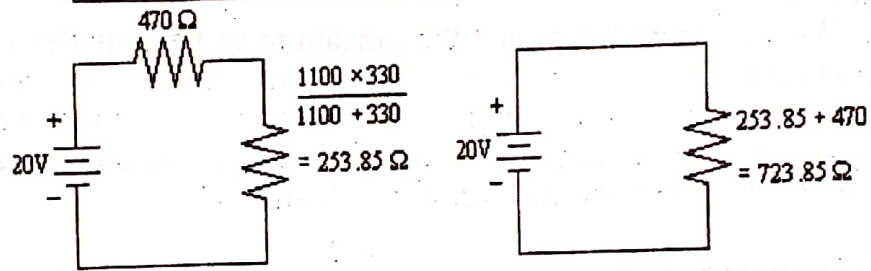 470 Ω
1100 × 330
1100 + 330
= 253.85 Ω
+
20V
-
+
20V
-
253.85 + 470
= 723.85 Ω